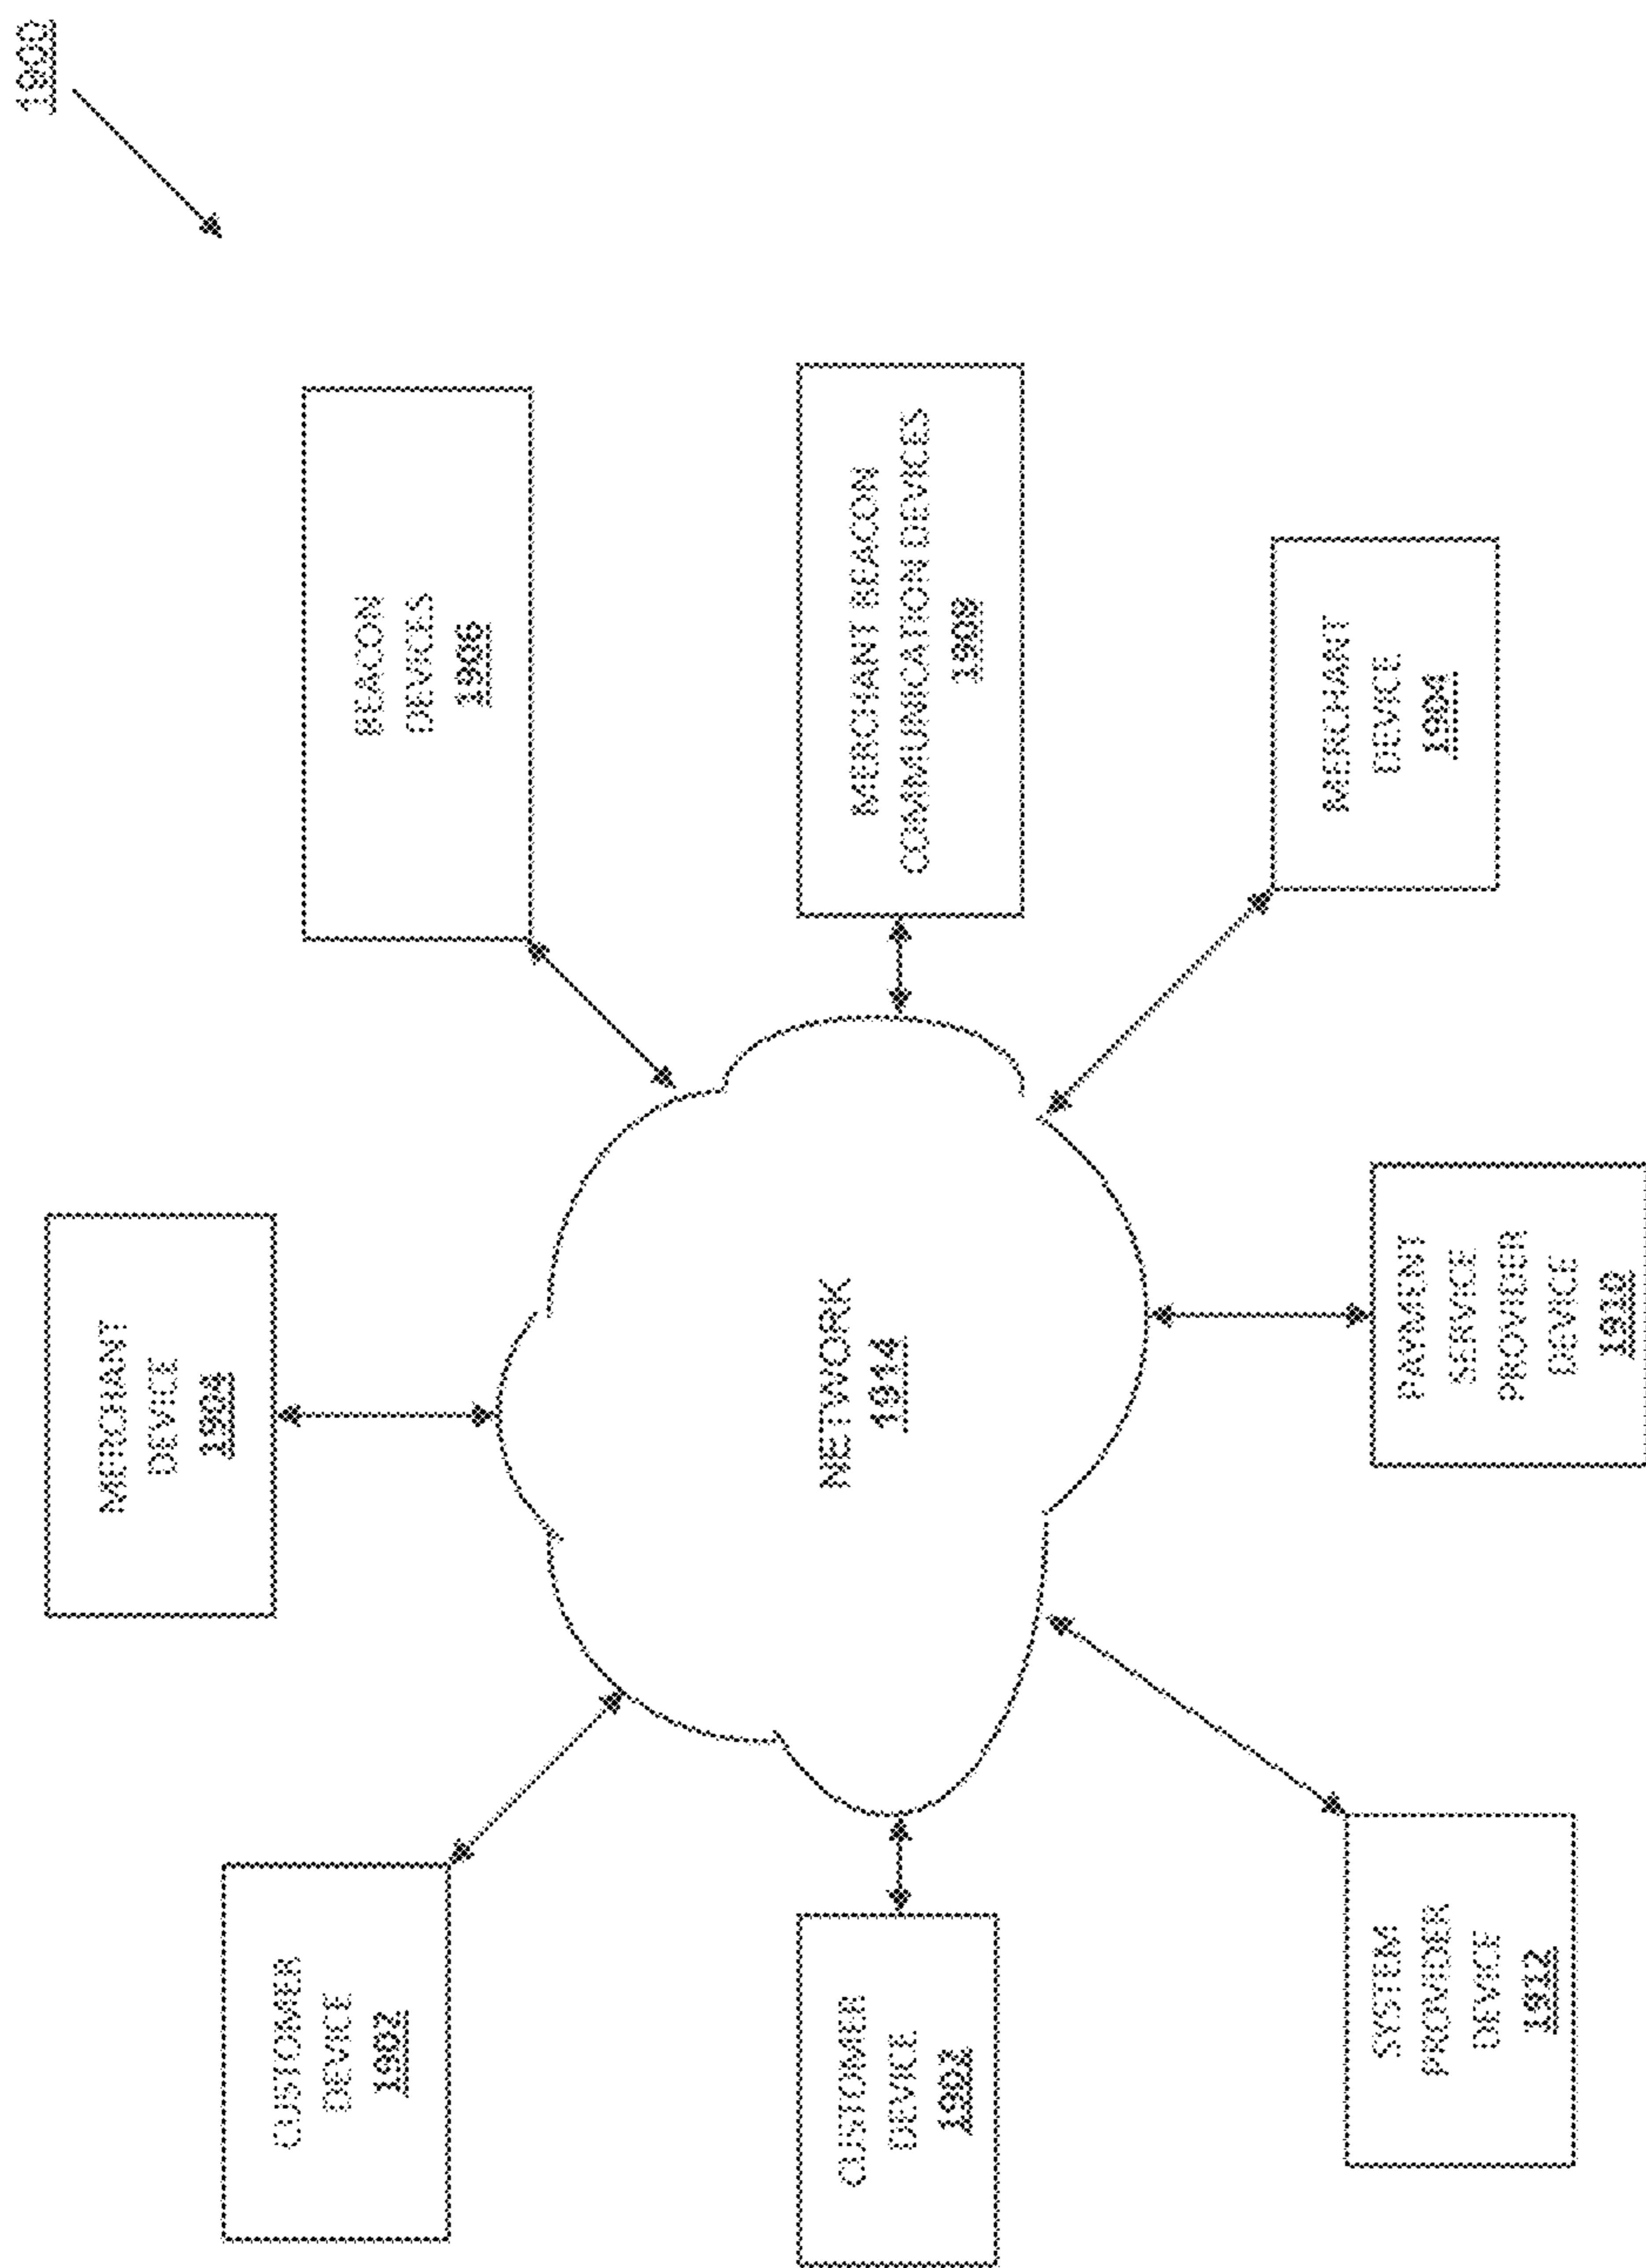 1900
MERCHANT
DEVICE
1904
CUSTOMER
DEVICE
1902
BEACON
DEVICES
1906
CUSTOMER
DEVICE
1902
NETWORK
1914
MERCHANT BEACON
COMMUNICATION DEVICES
1908
SYSTEM
PROVIDER
DEVICE
1912
PAYMENT
SERVICE
PROVIDER
DEVICE
1910
MERCHANT
DEVICE
1904